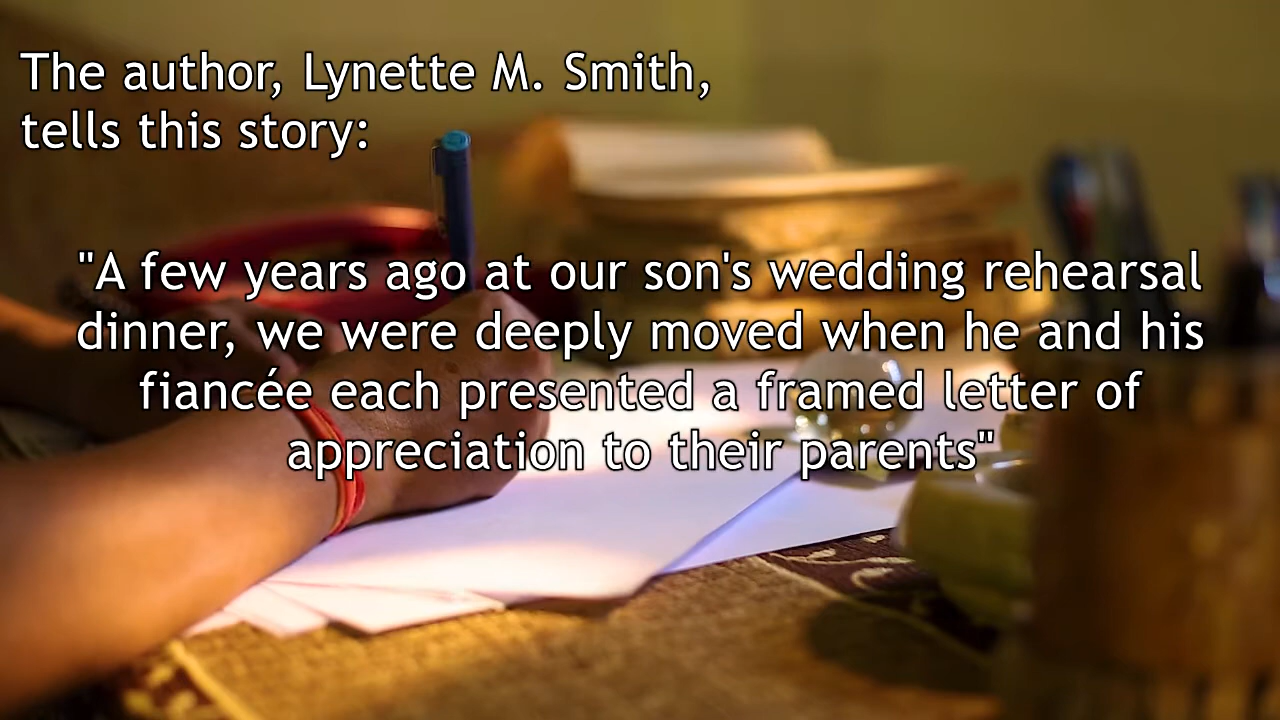 The author, Lynette M. Smith,
tells this story:
"A few years ago at our son's wedding rehearsal
dinner, we were deeply moved when he and his
fiancée each presented a framed letter of
appreciation to their parents"